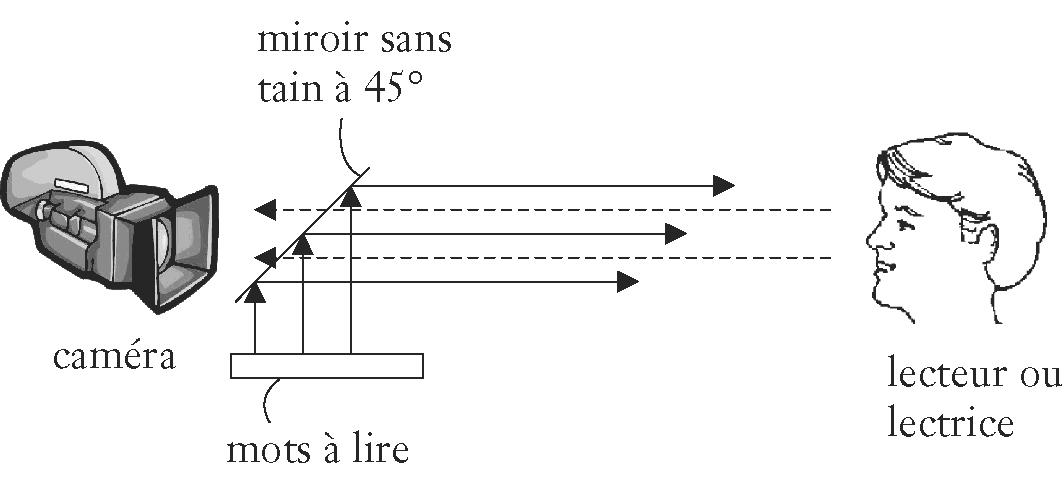 miroir sans
tain à 45°
caméra
mots à lire
lecteur ou
lectrice